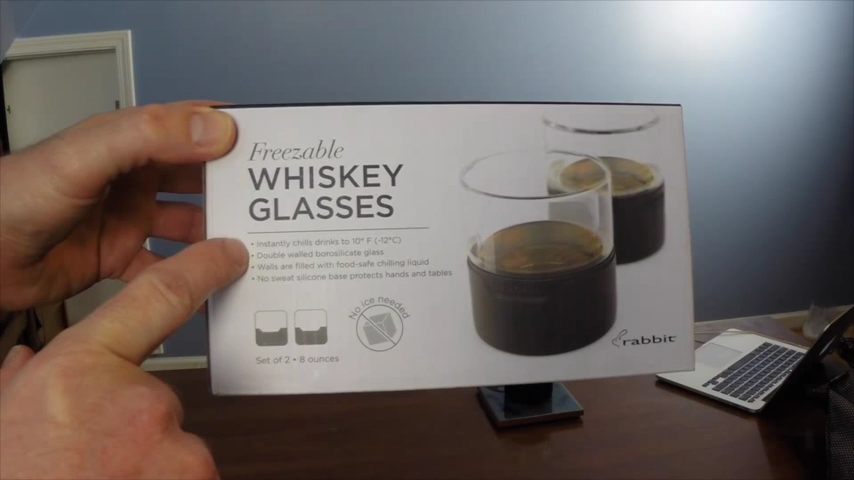 Freezable
WHISKEY
GLASSES
• Instantly chills drinks to 10° F (-12°C)
• Double walled borosilicate glass
• Walls are filled with food-safe chilling liquid
• No sweat silicone base protects hands and tables
No ice needed
Set of 2 • 8 ounces
rabbit